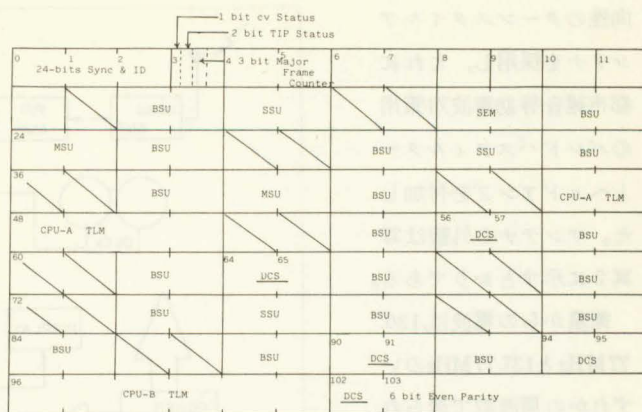 1 bit cv Status
2 bit TIP Status
0 1 2 3 4 3 bit Major 5 6 7 8 9 10 11
24-bits Sync & ID
Frame
Counter
BSU SSU SEM BSU
24
MSU BSU BSU SSU BSU
36
BSU MSU BSU CPU-A TLM
48 56 57
CPU-A TLM BSU BSU DCS
60 64 65
BSU DCS BSU BSU
72
BSU SSU BSU BSU
84 90 91 94 95
BSU BSU DCS BSU DCS
96 102 103
CPU-B TLM
DCS 6 bit Even Parity